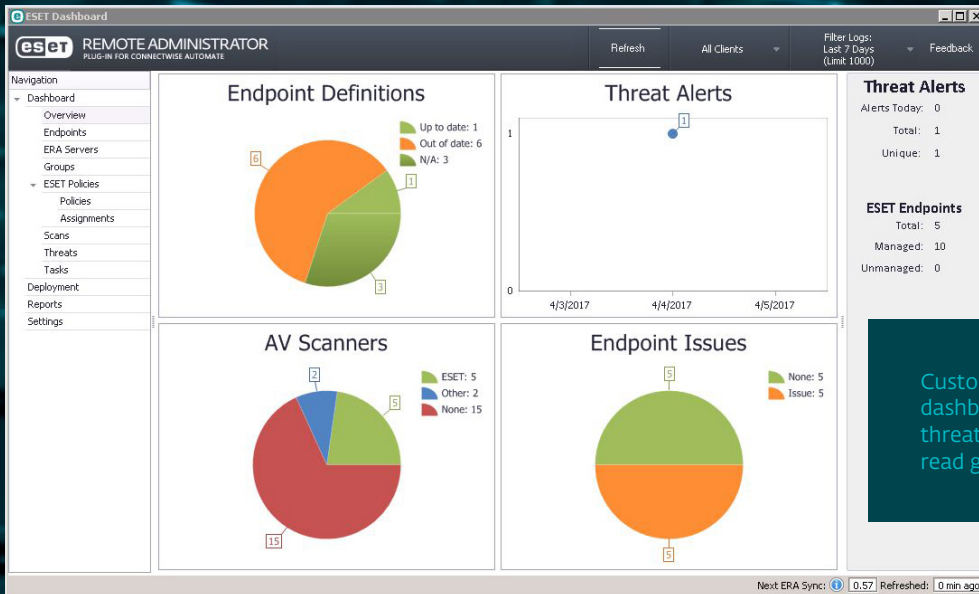 ESET Dashboard
eset REMOTE ADMINISTRATOR
PLUG-IN FOR CONNECTWISE AUTOMATE
Refresh
All Clients
Filter Logs:
Last 7 Days
(Limit 1000)
Feedback
Navigation
Dashboard
Overview
Endpoints
ERA Servers
Groups
ESET Policies
Policies
Assignments
Scans
Threats
Tasks
Deployment
Reports
Settings
Endpoint Definitions
Up to date: 1
Out of date: 6
N/A: 3
6
1
3
Threat Alerts
1
1
0
4/3/2017 4/4/2017 4/5/2017
AV Scanners
ESET: 5
Other: 2
None: 15
2
5
15
Endpoint Issues
None: 5
Issue: 5
5
5
Threat Alerts
Alerts Today: 0
Total: 1
Unique: 1
ESET Endpoints
Total: 5
Managed: 10
Unmanaged: 0
Custo
dashb
threat
read g
Next ERA Sync: 0.57 Refreshed: 0 min ago